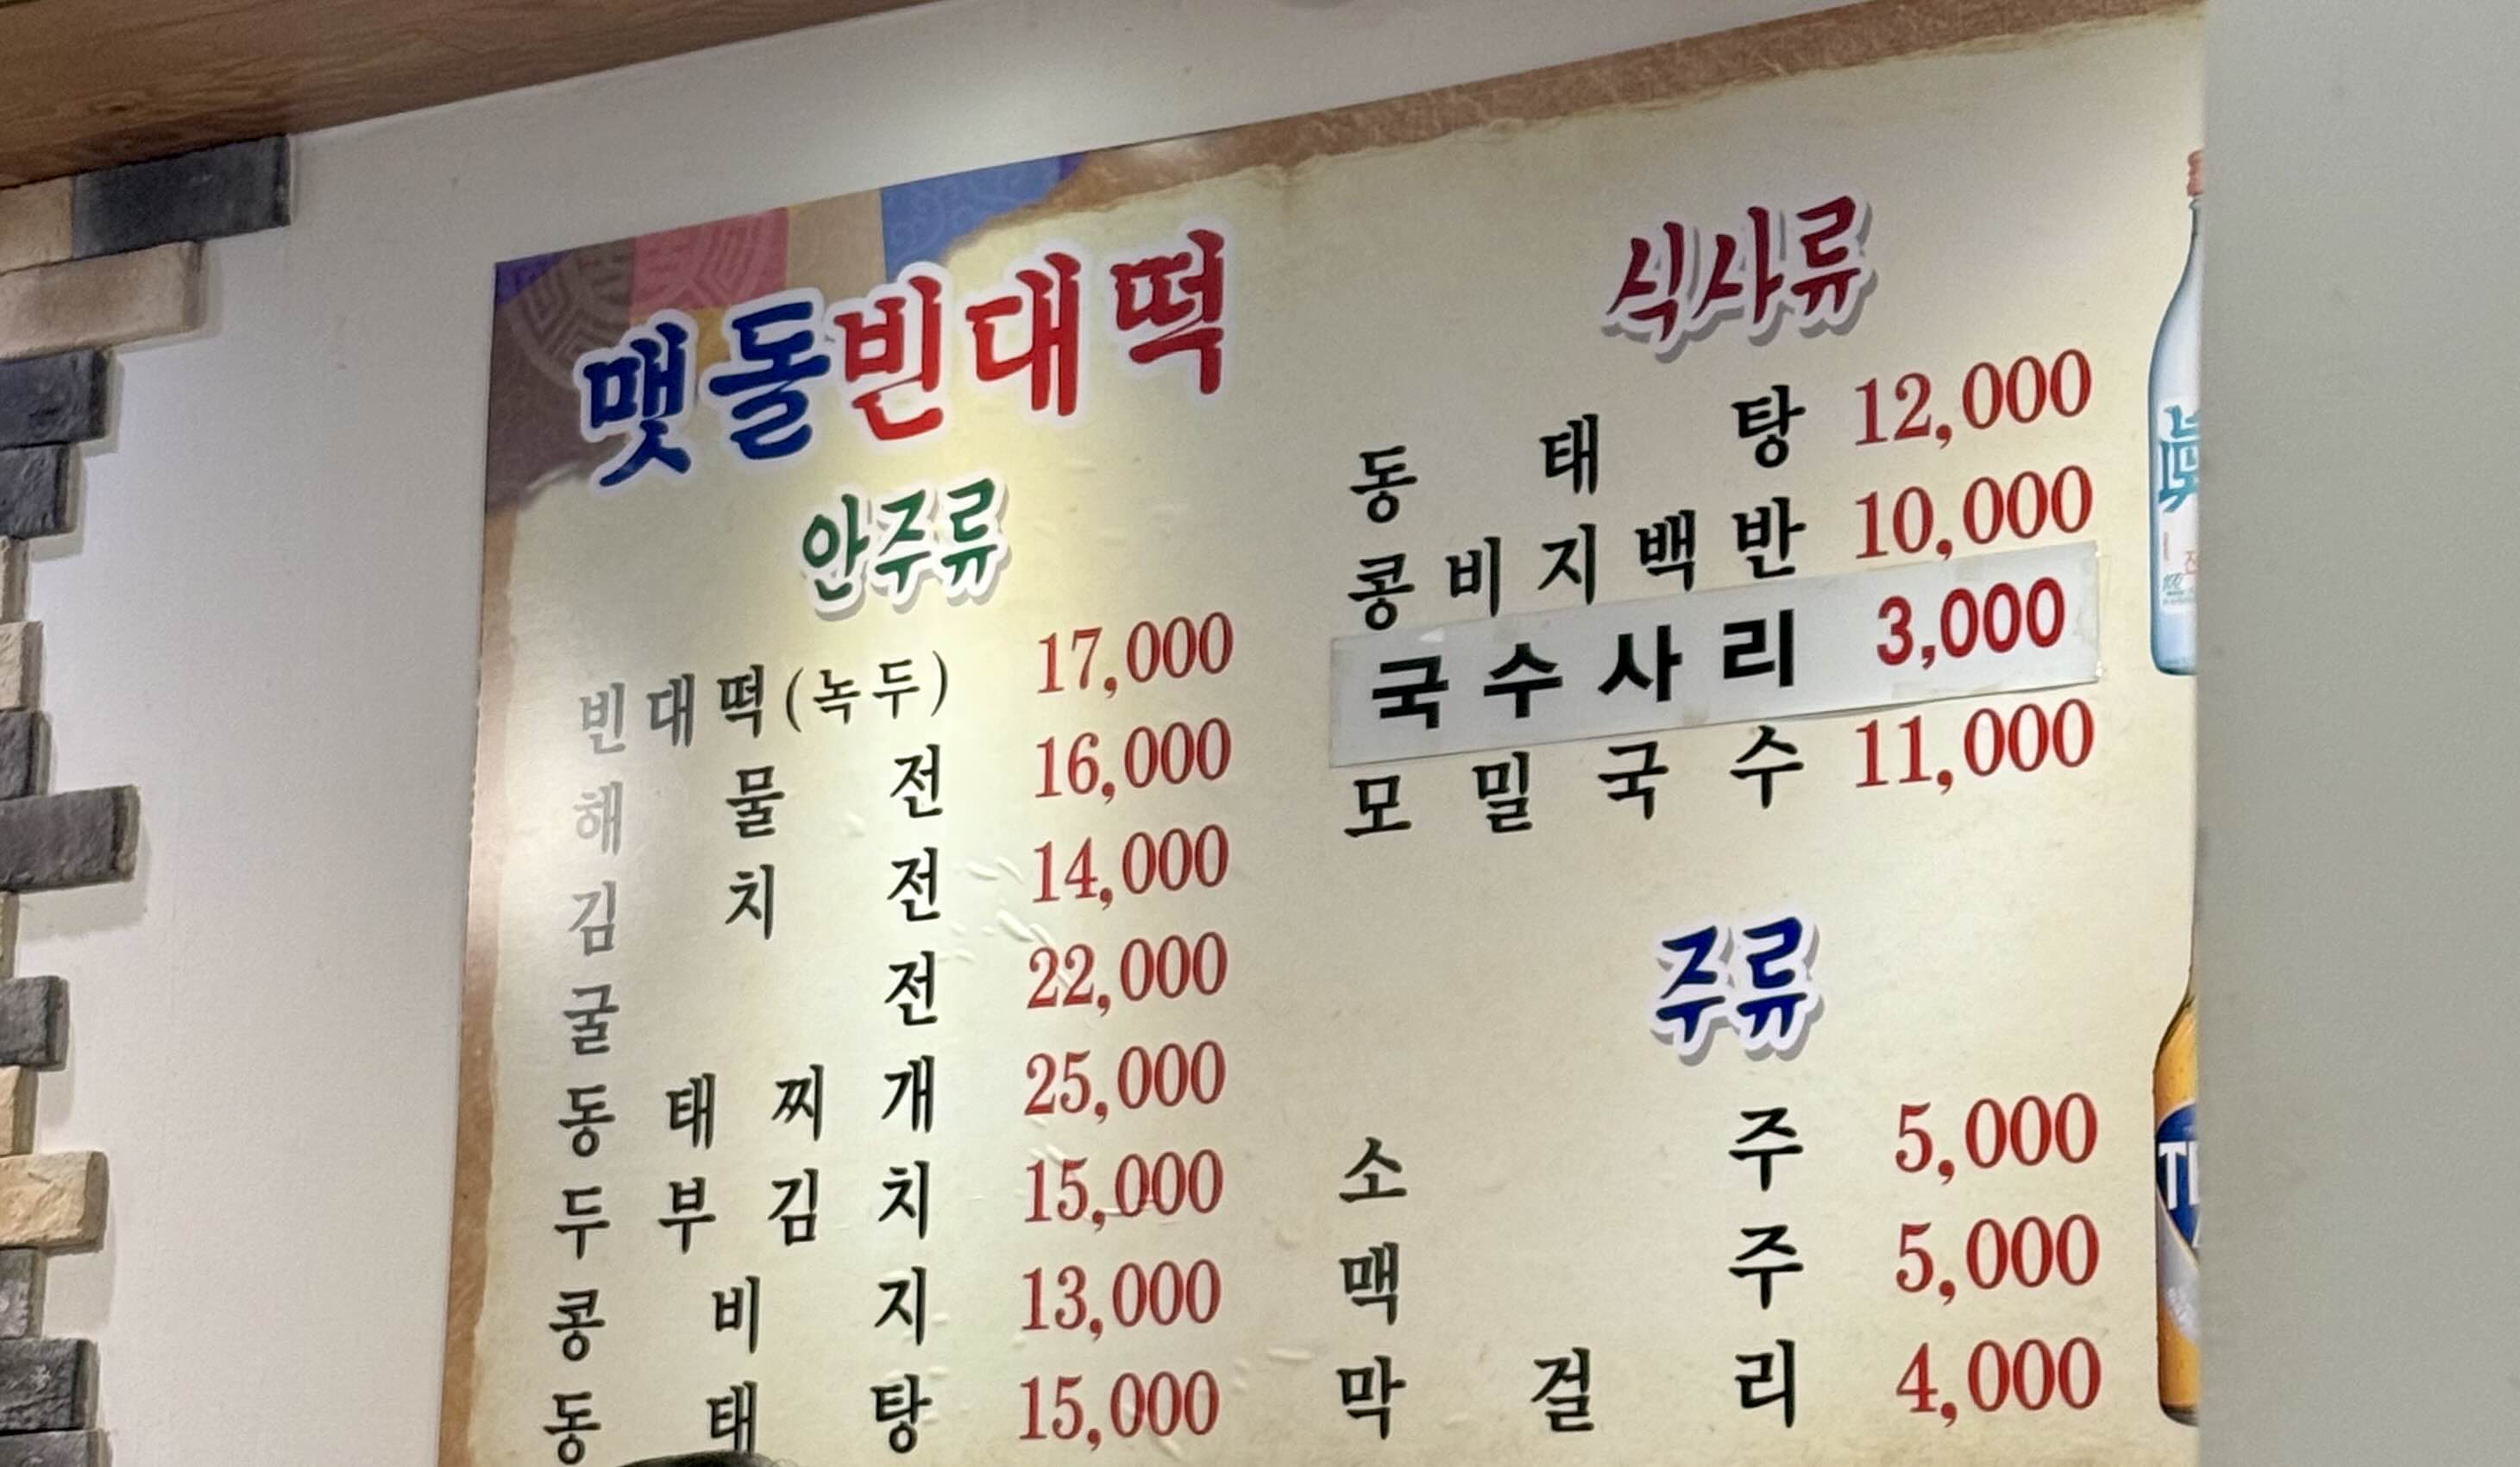 맷돌빈대떡
안주류
빈대떡(녹두) 17,000
해물전 16,000
김치전 14,000
굴전 22,000
동태찌개 25,000
두부김치 15,000
콩비지 13,000
동태탕 15,000
식사류
동태탕 12,000
콩비지백반 10,000
국수사리 3,000
모밀국수 11,000
주류
소주 5,000
맥주 5,000
막걸리 4,000